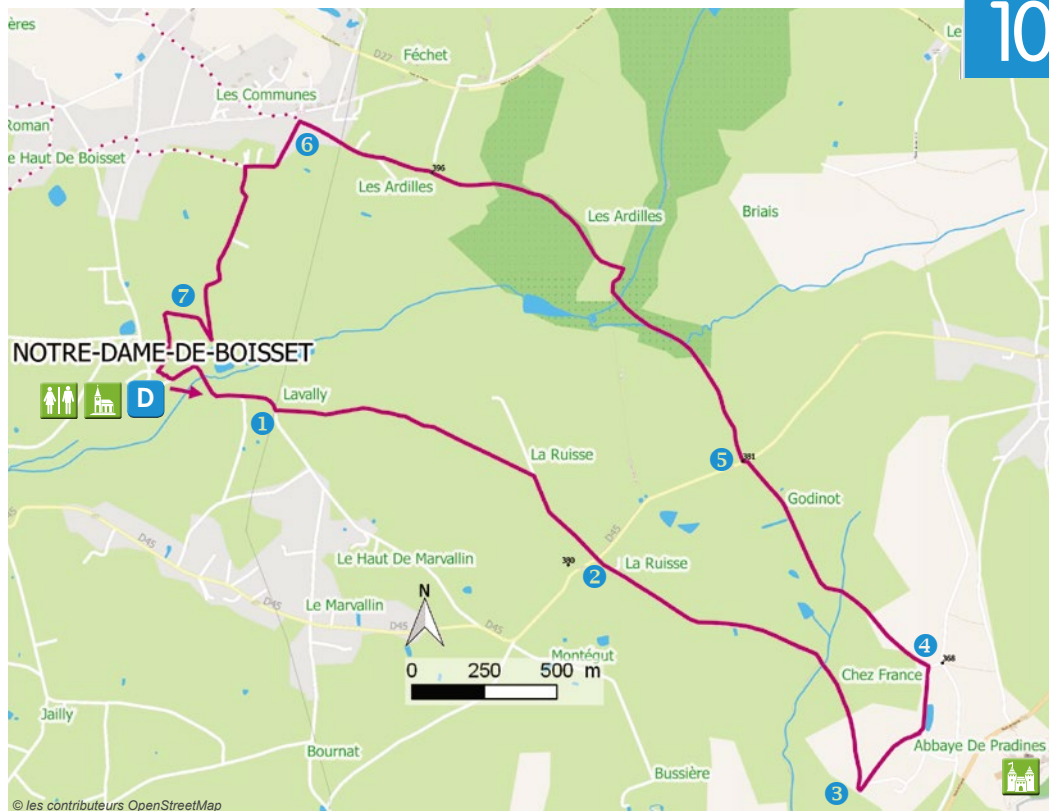 10
ères
Féchet
D27
Le
Les Communes
Roman
6
e Haut De Boisset
396
Les Ardilles
Les Ardilles
Briais
7
NOTRE-DAME-DE-BOISSET
D
Lavally
1
La Ruisse
5
381
Godinot
D45
D45
Le Haut De Marvallin
380
La Ruisse
2
Le Marvallin
N
D45
D45
4
368
Montégut
0 250 500 m
Chez France
Jailly
Bournat
Abbaye De Pradines
Bussière
3
© les contributeurs OpenStreetMap